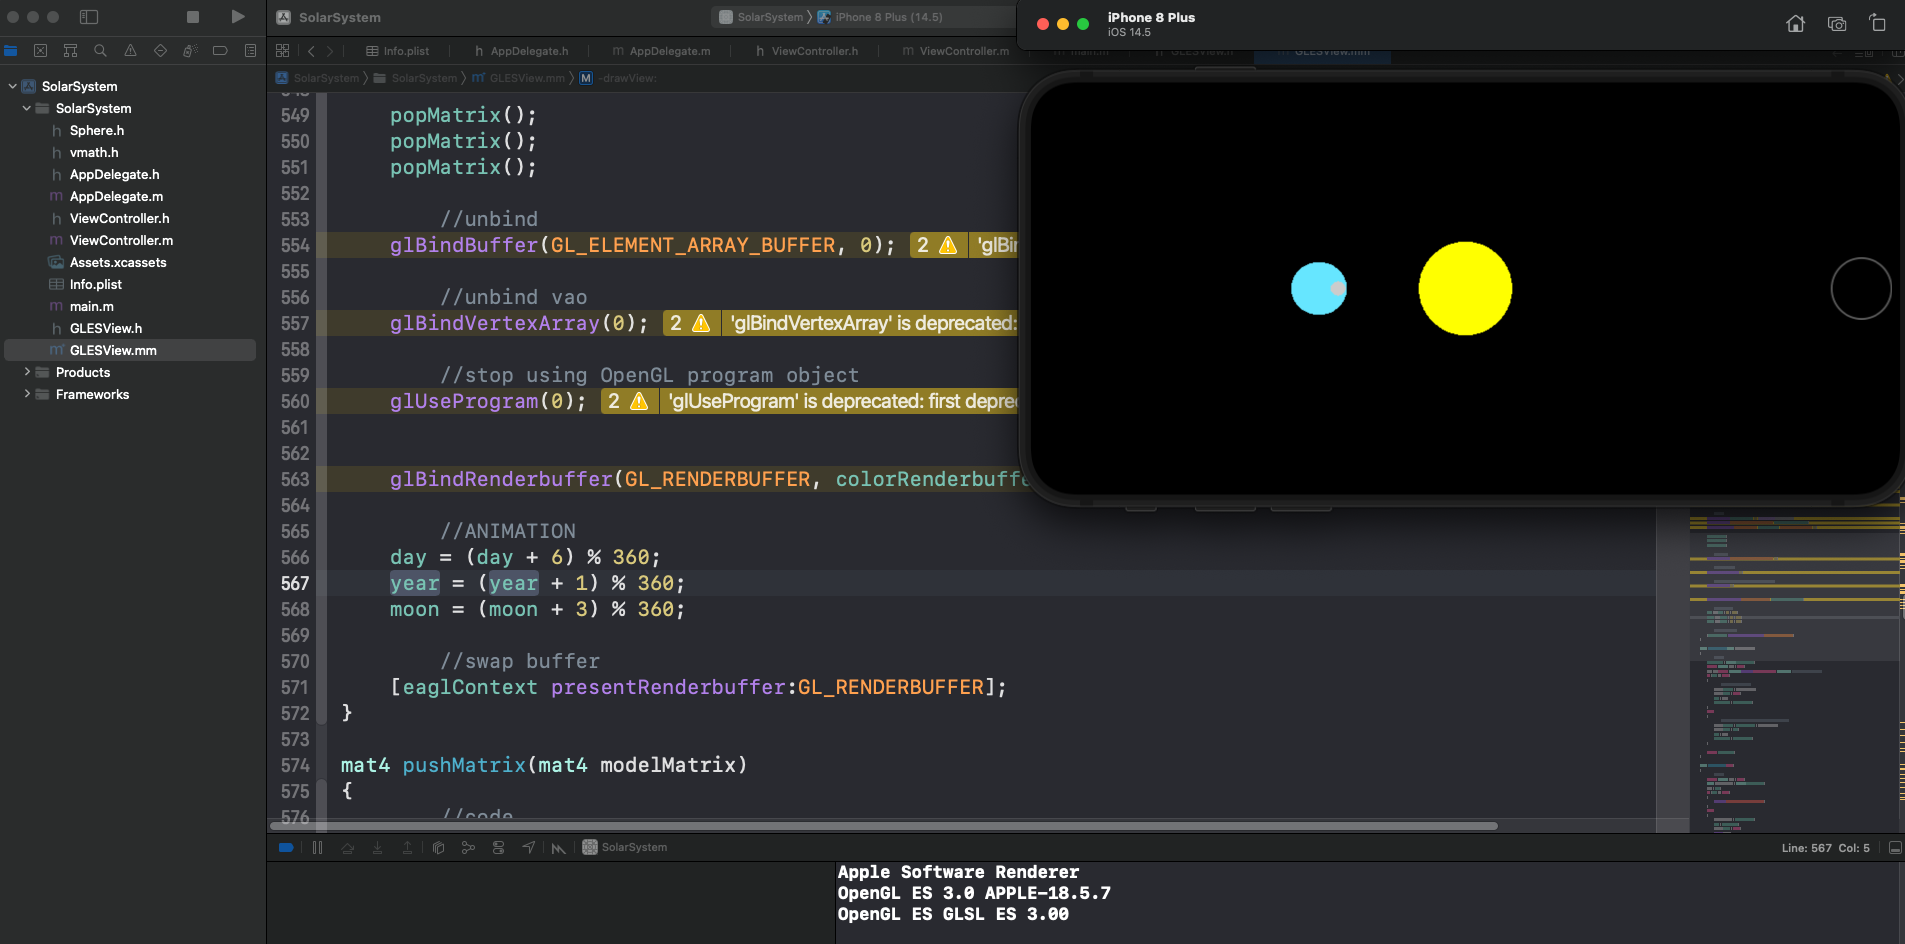 SolarSystem
SolarSystem
iPhone 8 Plus (14.5)
iPhone 8 Plus
iOS 14.5
Info.plist
AppDelegate.h
AppDelegate.m
ViewController.h
ViewController.m
main.m
GLESView.h
GLESView.mm
SolarSystem
SolarSystem
GLESView.mm
M -drawView:
SolarSystem
SolarSystem
h Sphere.h
h vmath.h
h AppDelegate.h
m AppDelegate.m
h ViewController.h
m ViewController.m
Assets.xcassets
Info.plist
m main.m
h GLESView.h
GLESView.mm
Products
Frameworks
549 popMatrix();
550 popMatrix();
551 popMatrix();
552
553 //unbind
554 glBindBuffer(GL_ELEMENT_ARRAY_BUFFER, 0); 2 'glBin
555
556 //unbind vao
557 glBindVertexArray(0); 2 'glBindVertexArray' is deprecated:
558
559 //stop using OpenGL program object
560 glUseProgram(0); 2 'glUseProgram' is deprecated: first depre
561
562
563 glBindRenderbuffer(GL_RENDERBUFFER, colorRenderbuffe
564
565 //ANIMATION
566 day = (day + 6) % 360;
567 year = (year + 1) % 360;
568 moon = (moon + 3) % 360;
569
570 //swap buffer
571 [eaglContext presentRenderbuffer:GL_RENDERBUFFER];
572 }
573
574 mat4 pushMatrix(mat4 modelMatrix)
575 {
576 //code
SolarSystem
Line: 567 Col: 5
Apple Software Renderer
OpenGL ES 3.0 APPLE-18.5.7
OpenGL ES GLSL ES 3.00